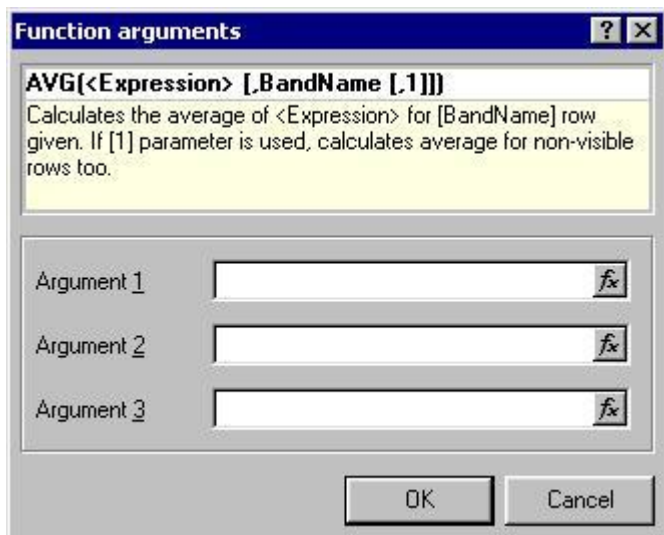 Function arguments
AVG(<Expression> [,BandName [,1]])
Calculates the average of <Expression> for [BandName] row
given. If [1] parameter is used, calculates average for non-visible
rows too.
Argument 1
fx
Argument 2
fx
Argument 3
fx
OK Cancel